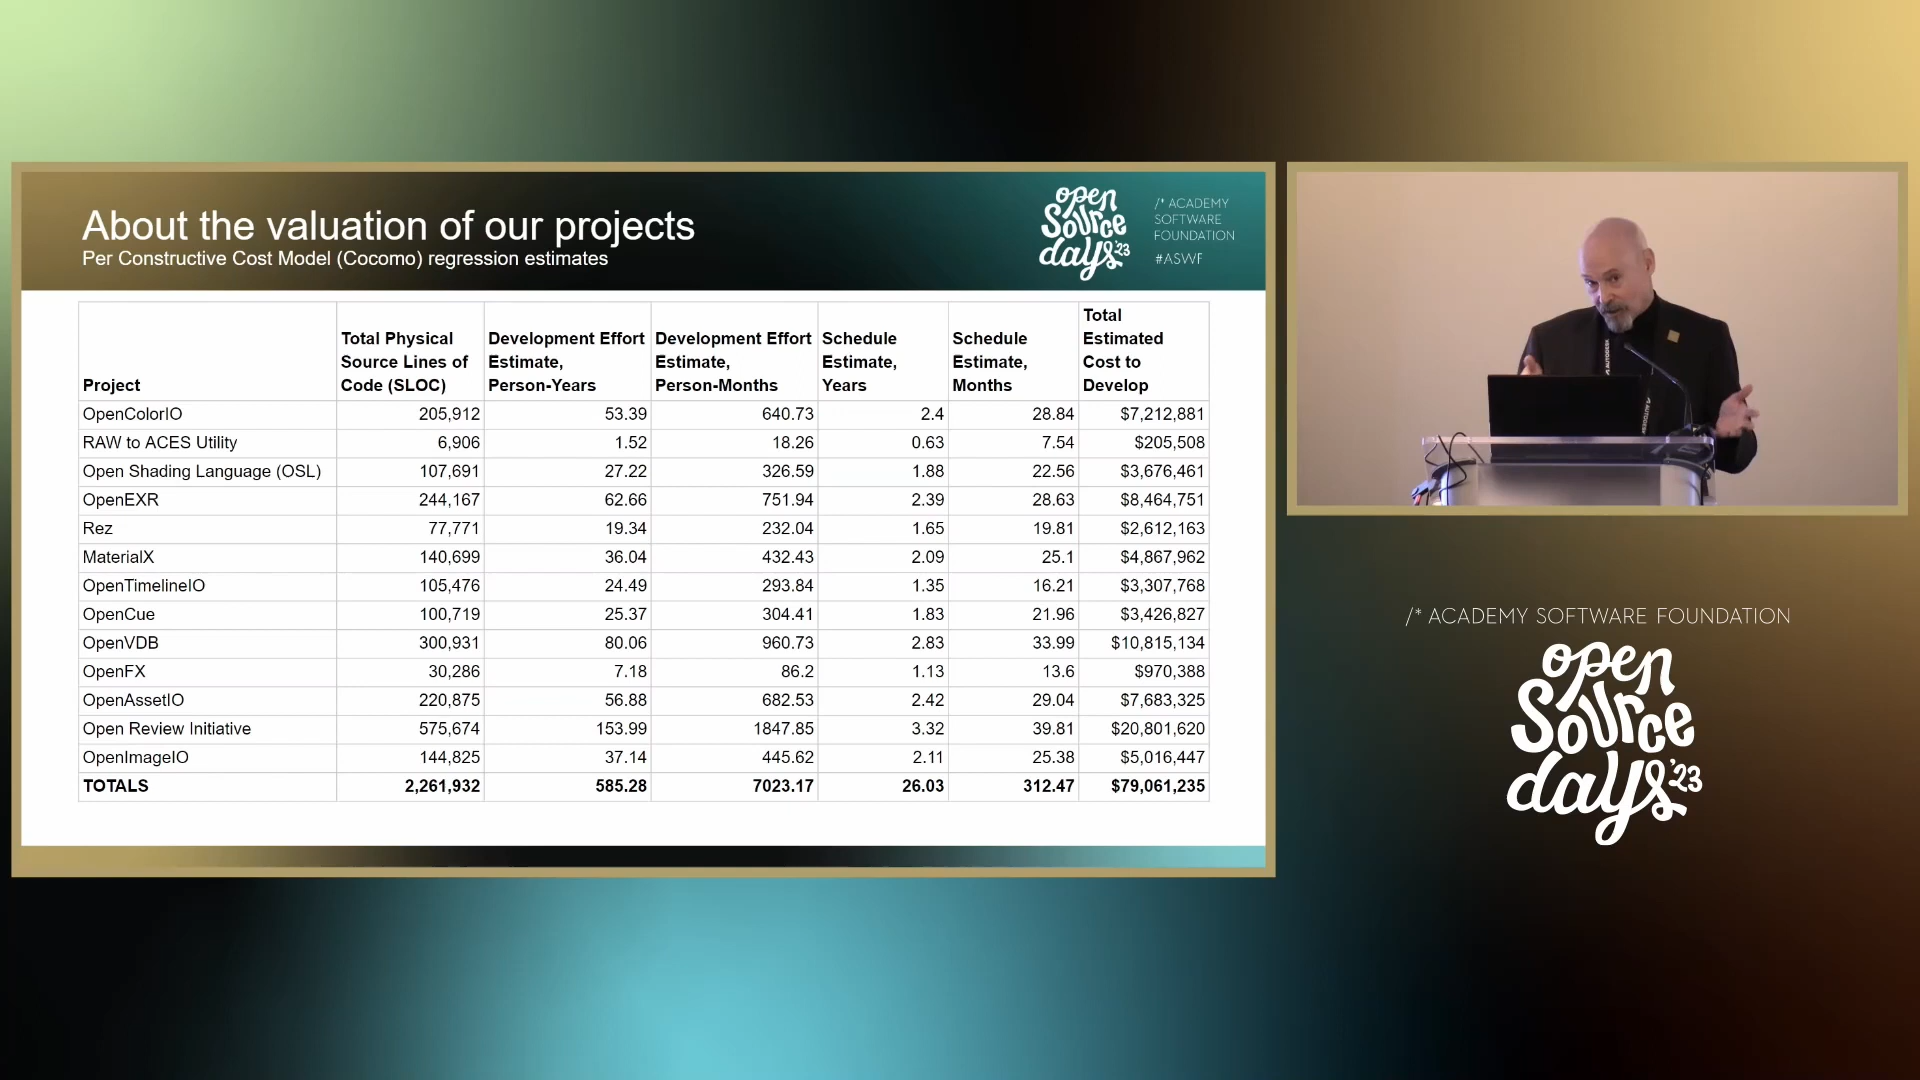 About the valuation of our projects
Per Constructive Cost Model (Cocomo) regression estimates
open
Source
days '23
/* ACADEMY
SOFTWARE
FOUNDATION
#ASWF
Project
Total Physical
Source Lines of
Code (SLOC)
Development Effort
Estimate,
Person-Years
Development Effort
Estimate,
Person-Months
Schedule
Estimate,
Years
Schedule
Estimate,
Months
Total
Estimated
Cost to
Develop
OpenColorIO 205,912 53.39 640.73 2.4 28.84 $7,212,881
RAW to ACES Utility 6,906 1.52 18.26 0.63 7.54 $205,508
Open Shading Language (OSL) 107,691 27.22 326.59 1.88 22.56 $3,676,461
OpenEXR 244,167 62.66 751.94 2.39 28.63 $8,464,751
Rez 77,771 19.34 232.04 1.65 19.81 $2,612,163
MaterialX 140,699 36.04 432.43 2.09 25.1 $4,867,962
OpenTimelineIO 105,476 24.49 293.84 1.35 16.21 $3,307,768
OpenCue 100,719 25.37 304.41 1.83 21.96 $3,426,827
OpenVDB 300,931 80.06 960.73 2.83 33.99 $10,815,134
OpenFX 30,286 7.18 86.2 1.13 13.6 $970,388
OpenAssetIO 220,875 56.88 682.53 2.42 29.04 $7,683,325
Open Review Initiative 575,674 153.99 1847.85 3.32 39.81 $20,801,620
OpenImageIO 144,825 37.14 445.62 2.11 25.38 $5,016,447
TOTALS 2,261,932 585.28 7023.17 26.03 312.47 $79,061,235
AUTODESK
AUTODESK
/* ACADEMY SOFTWARE FOUNDATION
open
Source
days '23